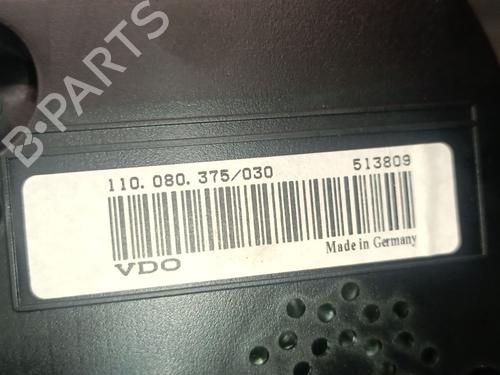 B-PARTS
110.080.375/030 513809
VDO Made in Germany